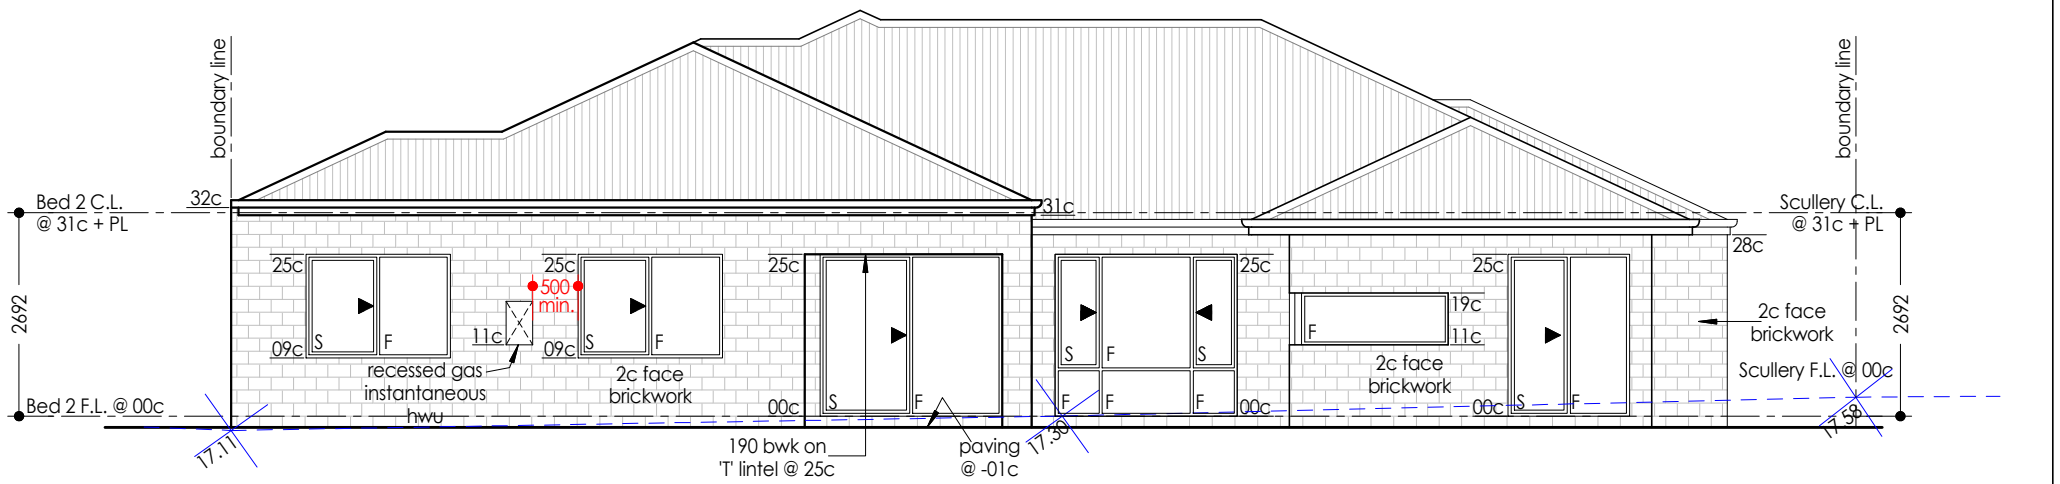 boundary line
boundary line
Bed 2 C.L.
@ 31c + PL
32c
31c
Scullery C.L.
@ 31c + PL
28c
25c
25c
25c
25c
25c
500
min.
19c
11c
11c
2c face
brickwork
2692
2692
S
F
S
F
S
F
S
F
S
F
F
F
F
S
F
09c
09c
recessed gas
instantaneous
hwu
2c face
brickwork
2c face
brickwork
Scullery F.L. @ 00c
Bed 2 F.L. @ 00c
00c
00c
00c
17.11
17.30
17.58
190 bwk on
'T' lintel @ 25c
paving
@ -01c